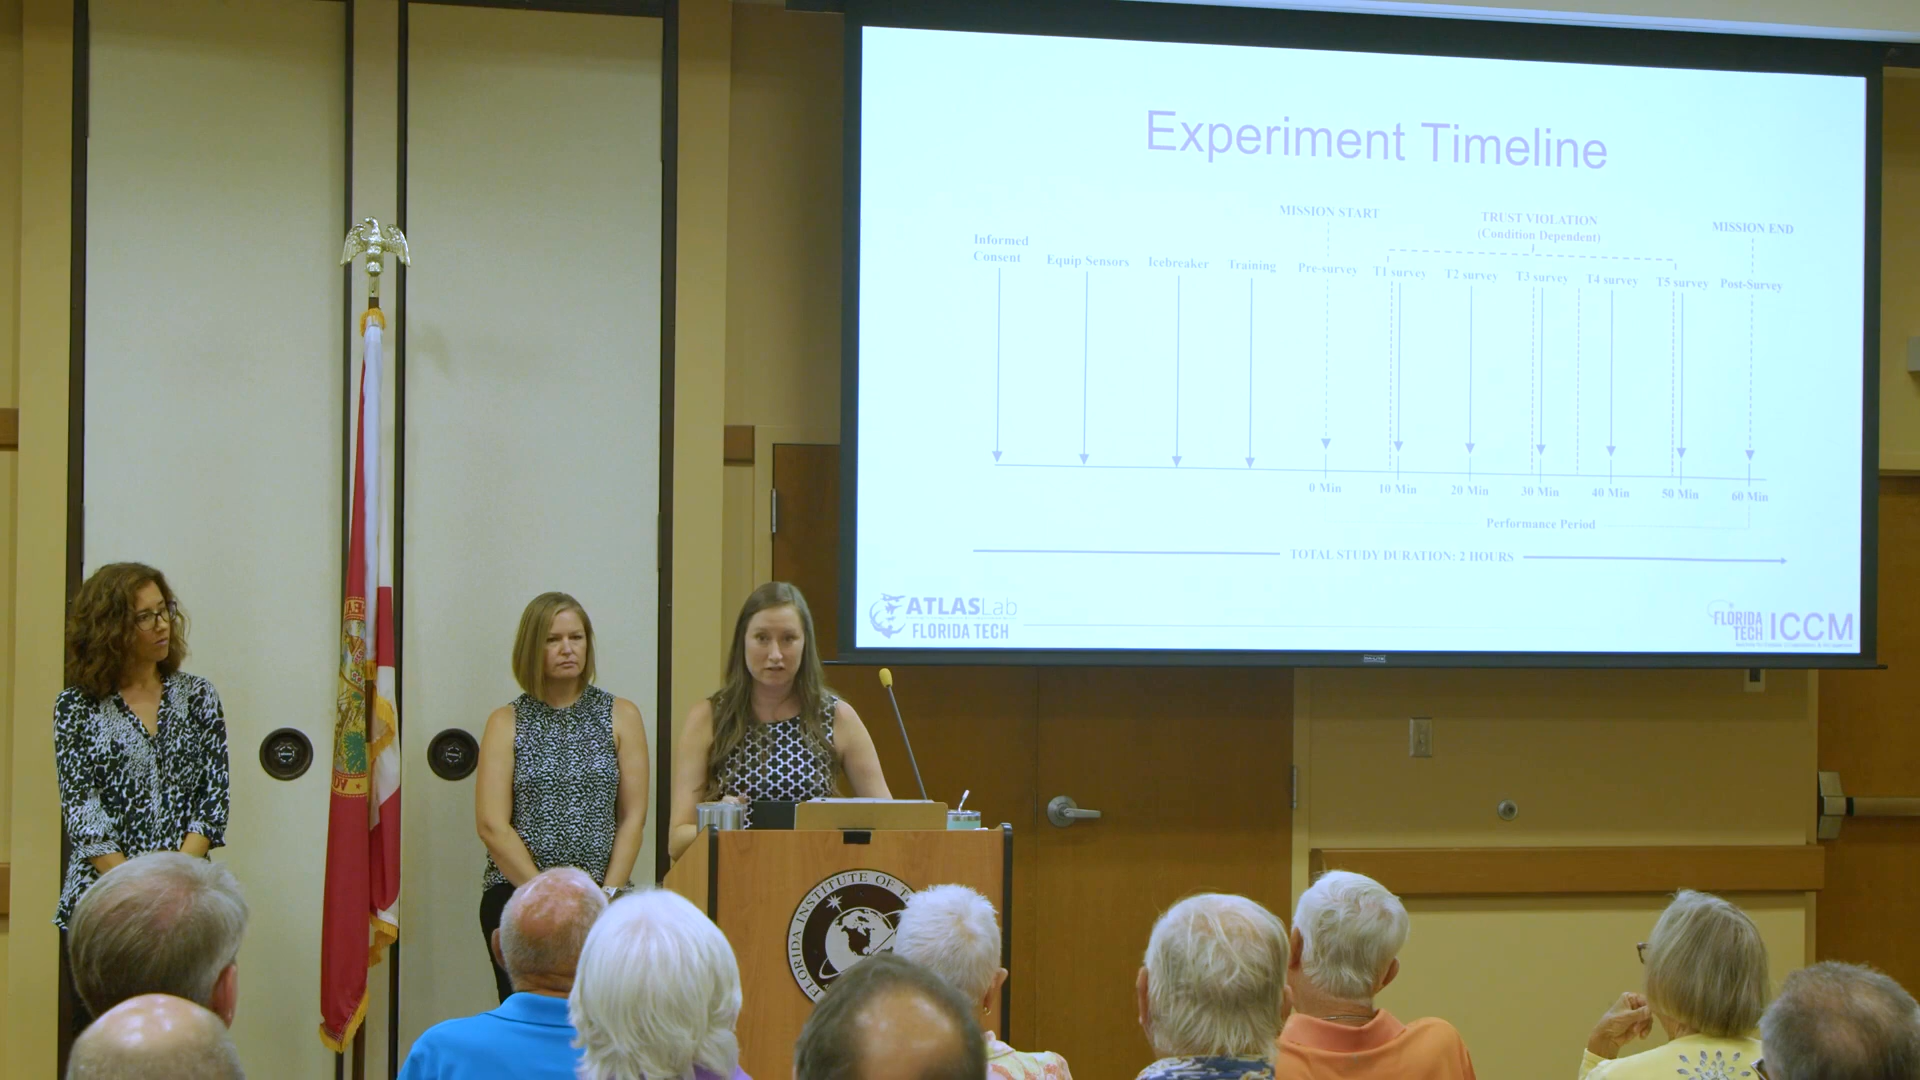 Experiment Timeline
MISSION START
TRUST VIOLATION
(Condition Dependent)
MISSION END
Informed
Consent
Equip Sensors
Icebreaker
Training
Pre-survey
T1 survey
T2 survey
T3 survey
T4 survey
T5 survey
Post-Survey
0 Min
10 Min
20 Min
30 Min
40 Min
50 Min
60 Min
Performance Period
TOTAL STUDY DURATION: 2 HOURS
ATLASLab
FLORIDA TECH
FLORIDA
TECH
ICCM
FLORIDA INSTITUTE OF